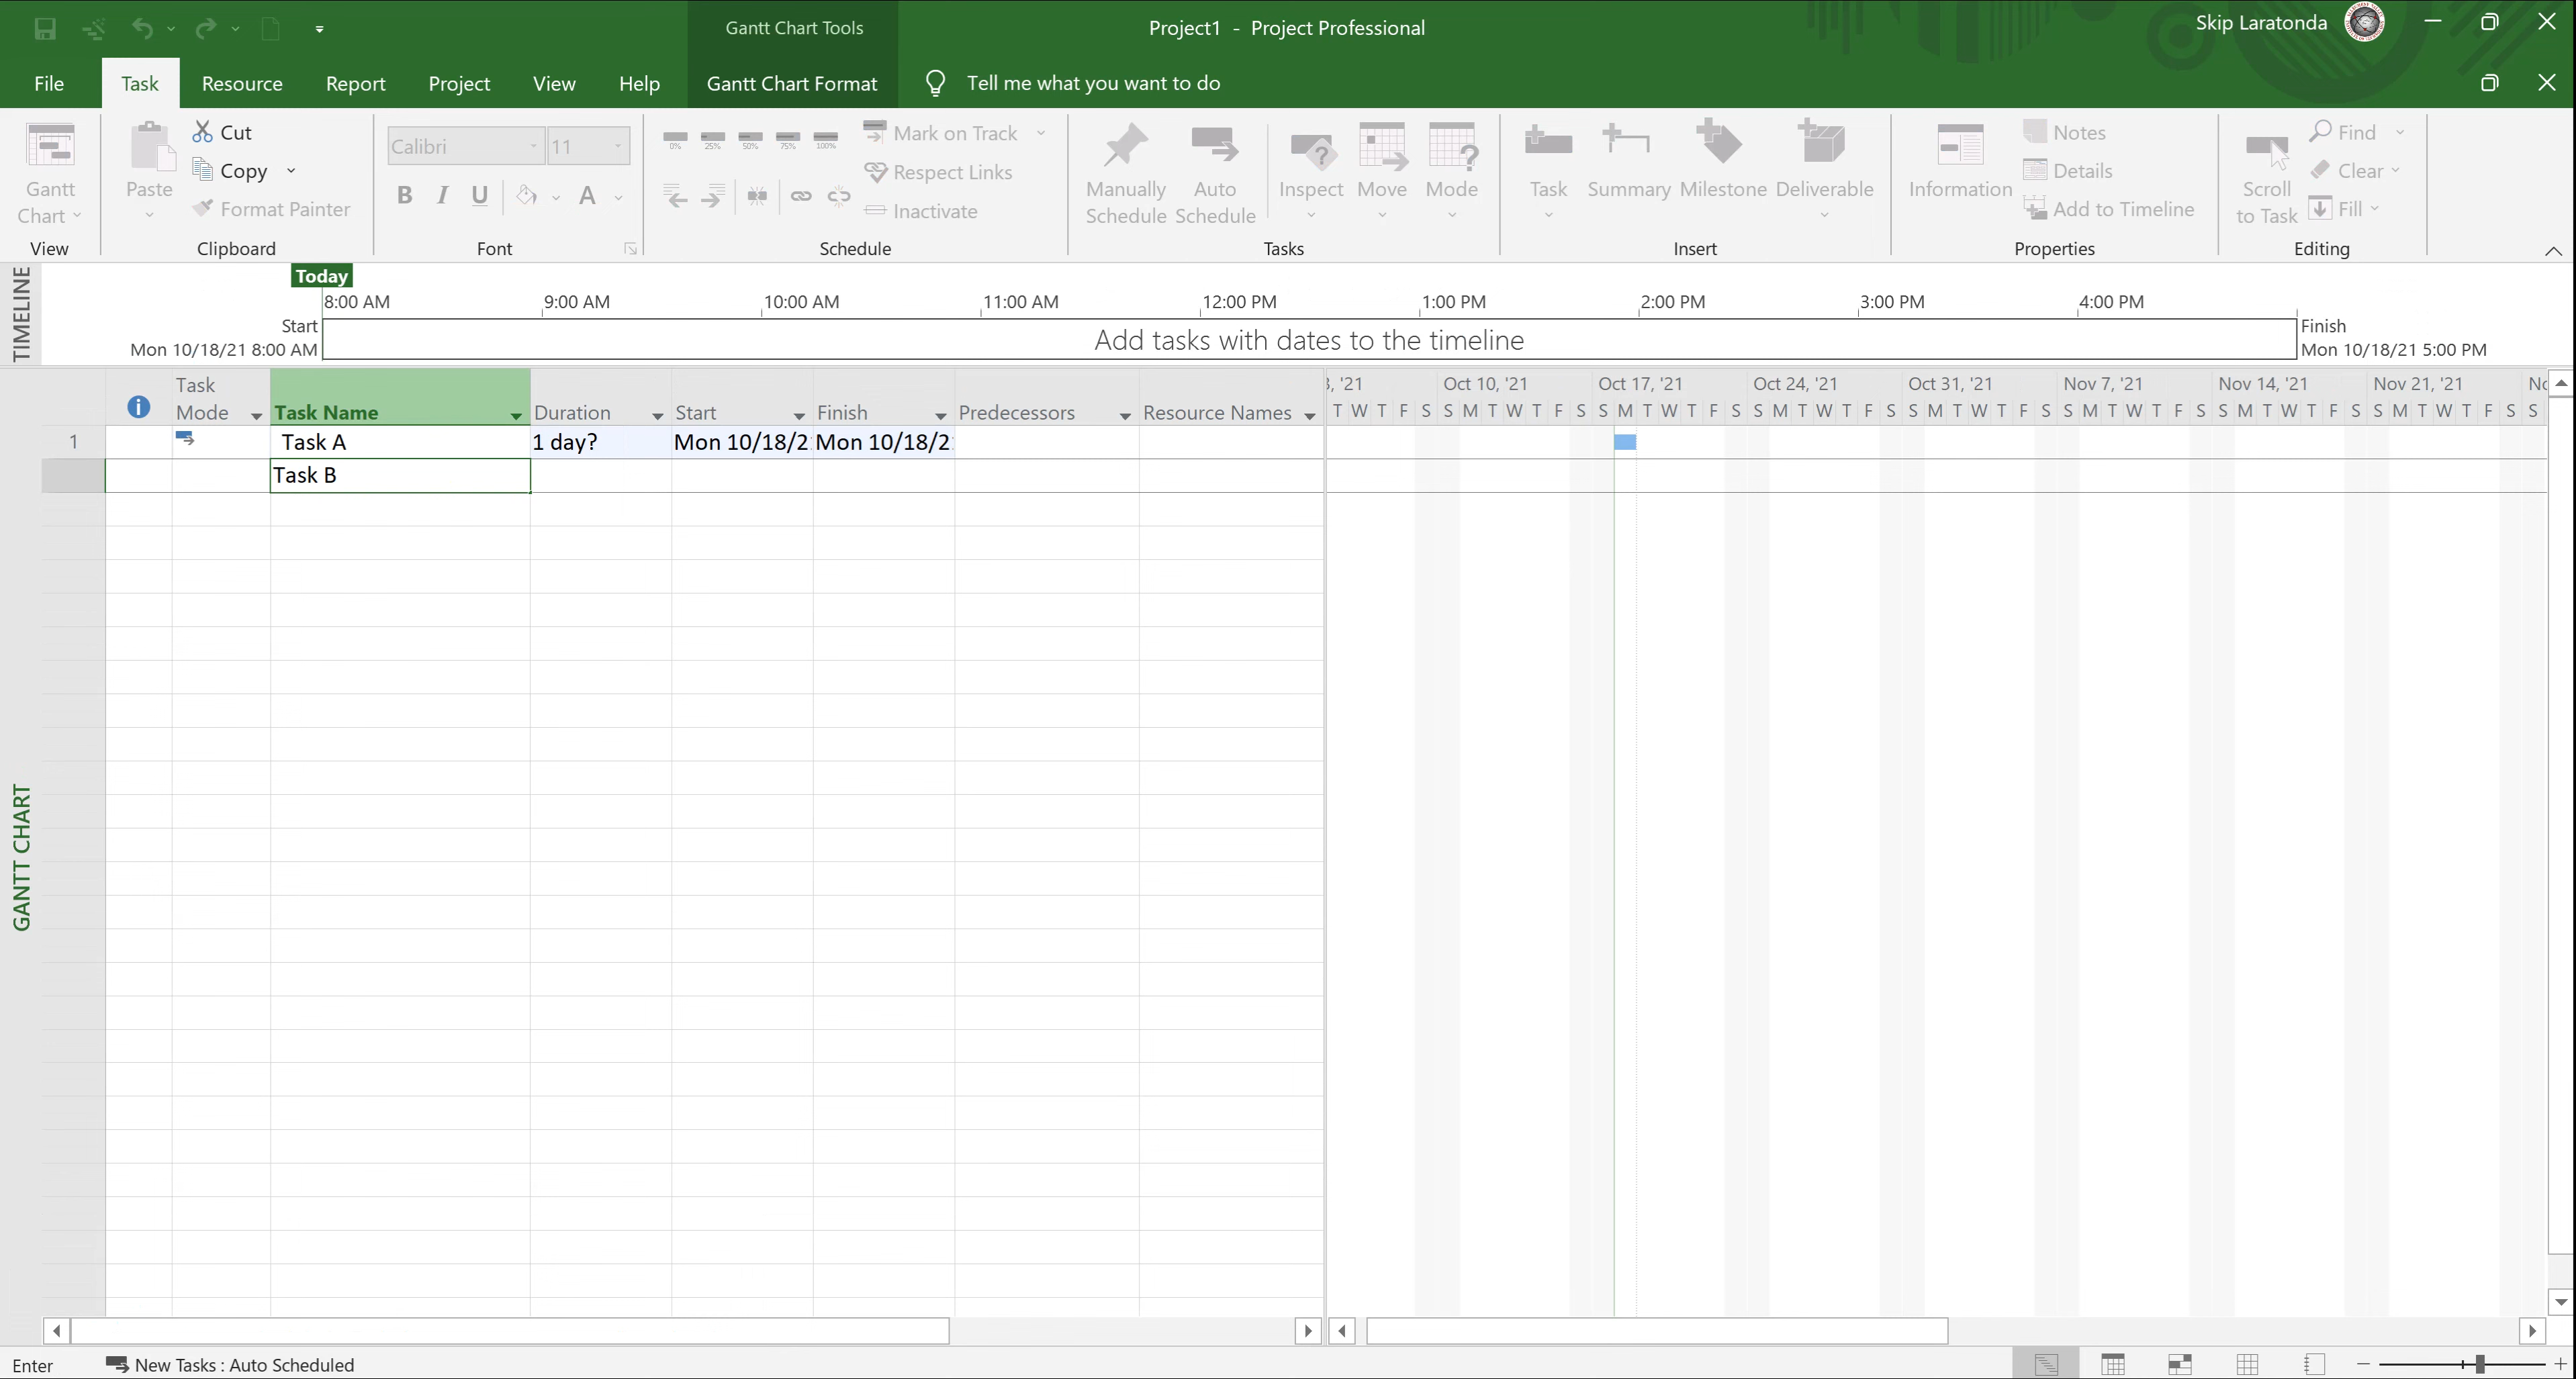 Gantt Chart Tools
Project1 - Project Professional
Skip Laratonda
File Task Resource Report Project View Help Gantt Chart Format Tell me what you want to do
Gantt
Chart
View
Paste
Cut
Copy
Format Painter
Clipboard
Calibri 11
B I U A
Font
0% 25% 50% 75% 100%
Mark on Track
Respect Links
Inactivate
Schedule
Manually
Schedule
Auto
Schedule
Inspect
Move
Mode
Tasks
Task
Summary
Milestone
Deliverable
Insert
Information
Notes
Details
Add to Timeline
Properties
Scroll
to Task
Find
Clear
Fill
Editing
TIMELINE
Today
8:00 AM 9:00 AM 10:00 AM 11:00 AM 12:00 PM 1:00 PM 2:00 PM 3:00 PM 4:00 PM
Start
Mon 10/18/21 8:00 AM
Add tasks with dates to the timeline
Finish
Mon 10/18/21 5:00 PM
Task
Mode
Task Name Duration Start Finish Predecessors Resource Names
'21 Oct 10, '21 Oct 17, '21 Oct 24, '21 Oct 31, '21 Nov 7, '21 Nov 14, '21 Nov 21, '21
T W T F S S M T W T F S S M T W T F S S M T W T F S S M T W T F S S M T W T F S S M T W T F S S M T W T F S S
1 Task A 1 day? Mon 10/18/2 Mon 10/18/2
Task B
GANTT CHART
Enter New Tasks : Auto Scheduled